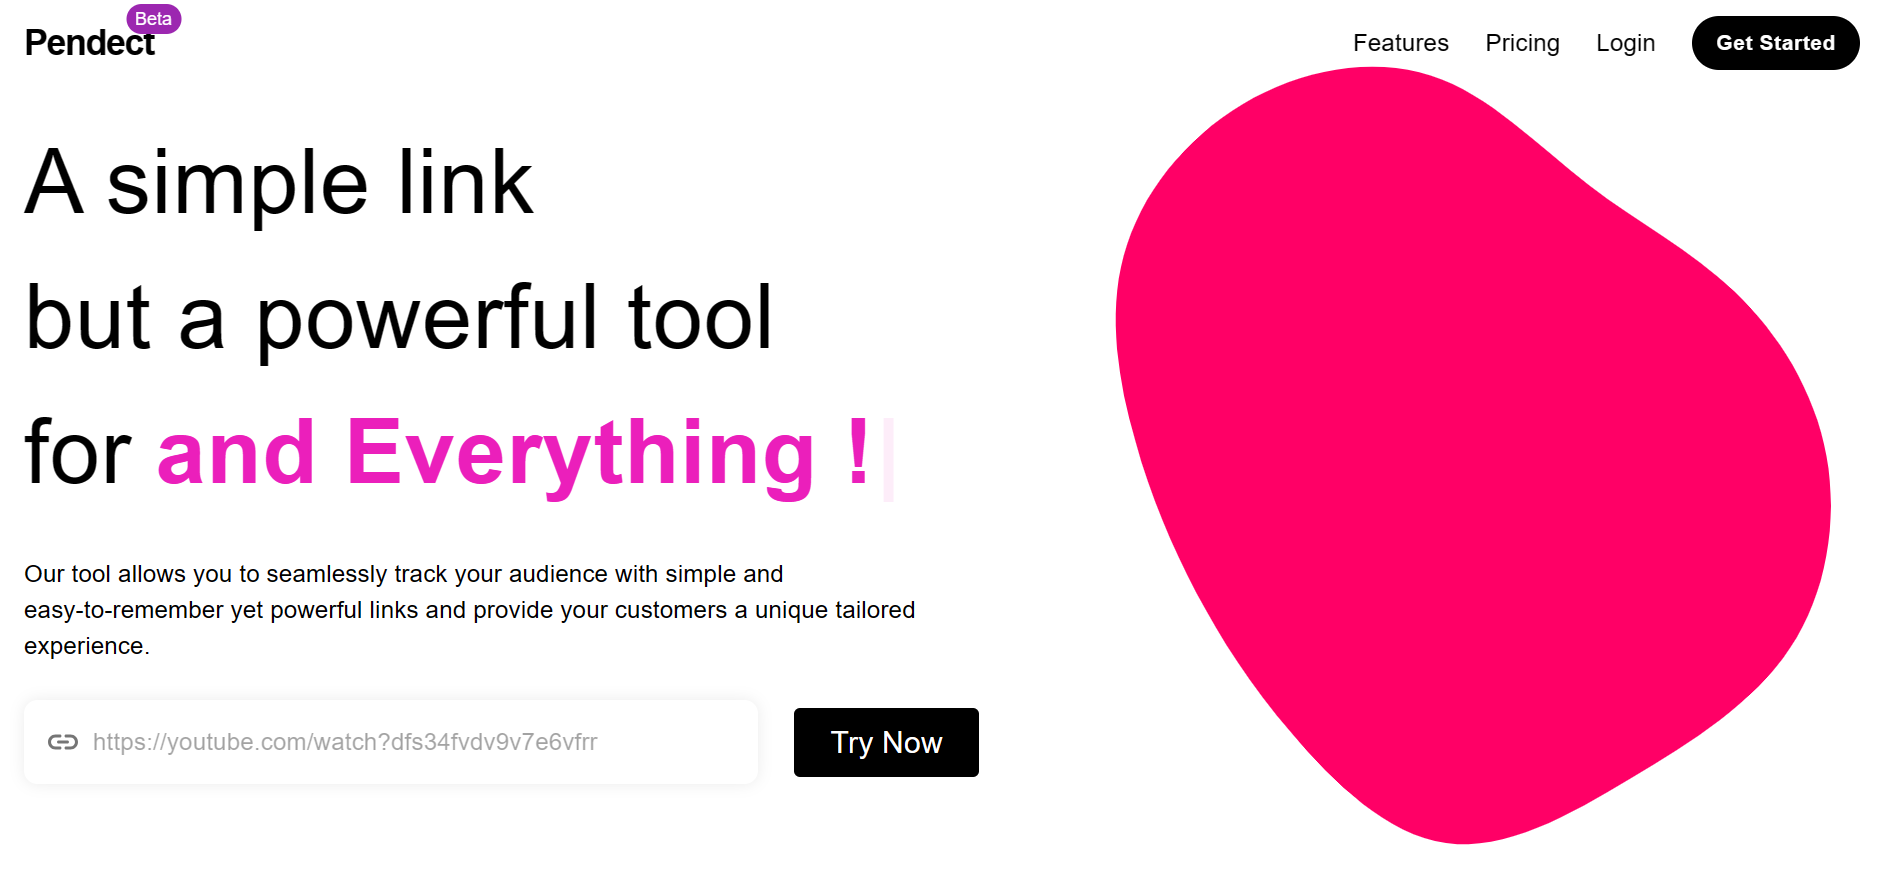 Beta
Pendect
Features
Pricing
Login
Get Started
A simple link
but a powerful tool
for and Everything !
Our tool allows you to seamlessly track your audience with simple and
easy-to-remember yet powerful links and provide your customers a unique tailored
experience.
https://youtube.com/watch?dfs34fvdv9v7e6vfrr
Try Now